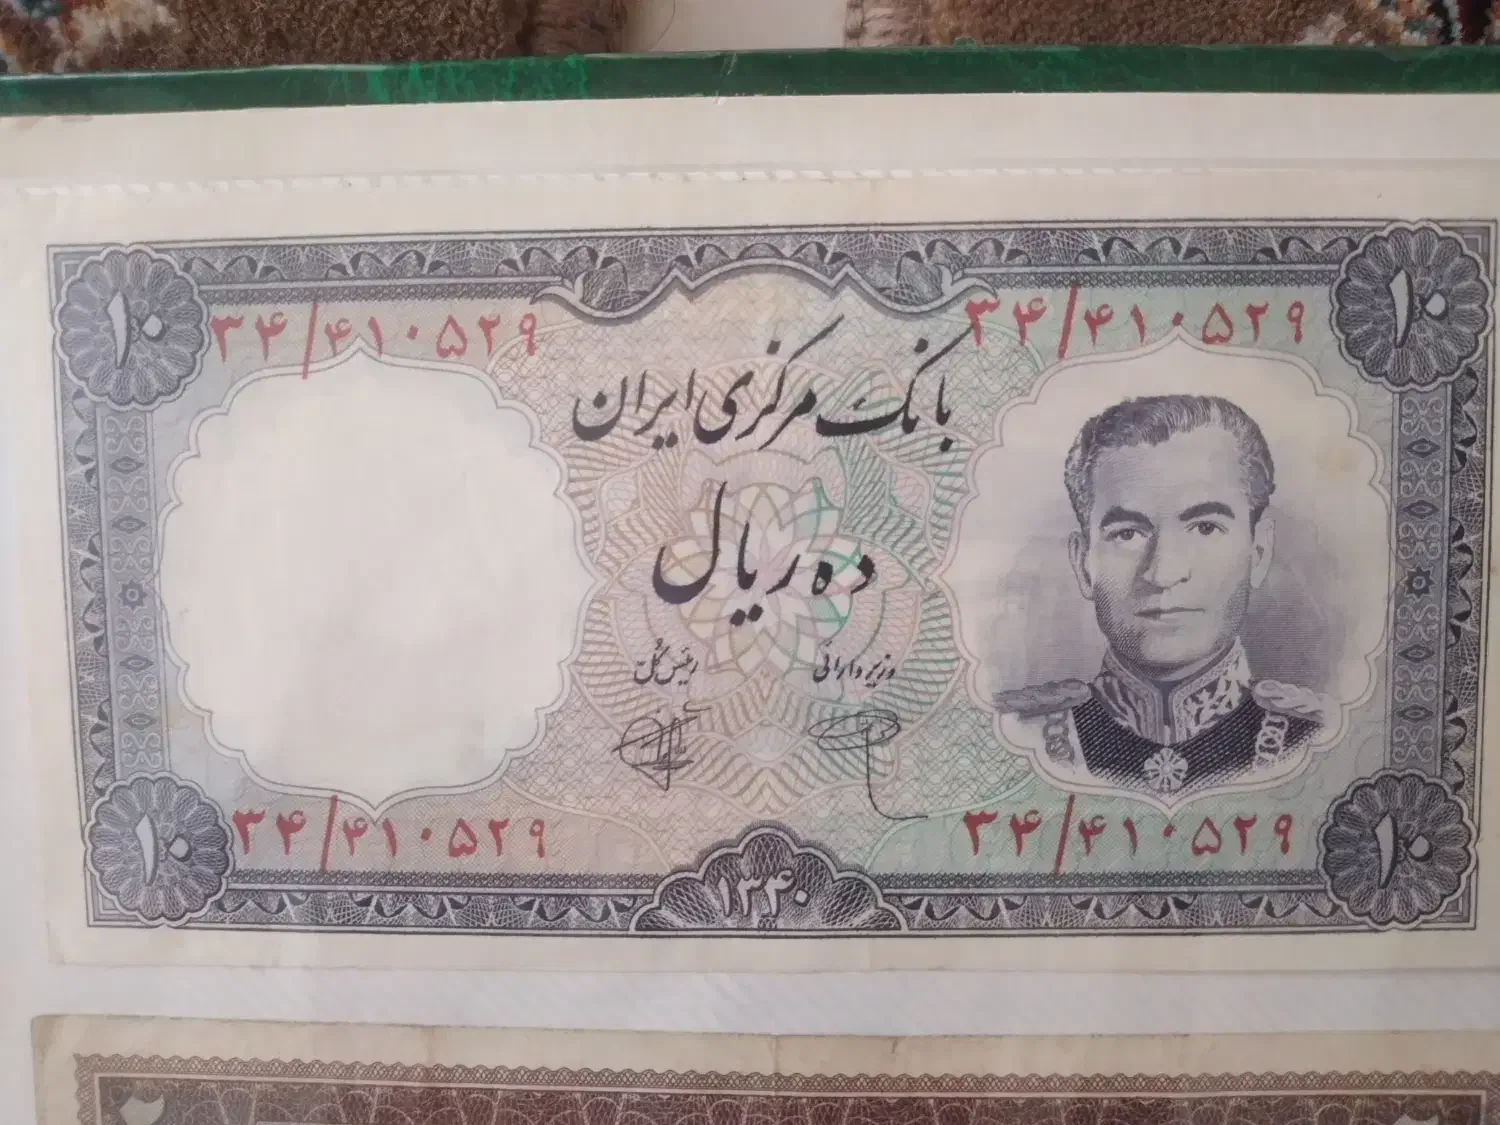 ۱۰ ۱۰
۳۴/۴۱۰۵۲۹ ۳۴/۴۱۰۵۲۹
بانک مرکزی ایران
ده ریال
وزیر دارائی رئیس کل
۳۴/۴۱۰۵۲۹ ۳۴/۴۱۰۵۲۹
۱۰ ۱۰
۱۳۴۰